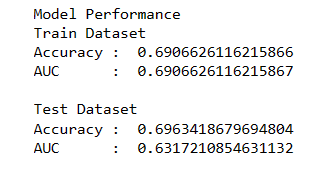 Model Performance
Train Dataset
Accuracy : 0.6906626116215866
AUC : 0.6906626116215867
Test Dataset
Accuracy : 0.6963418679694804
AUC : 0.6317210854631132